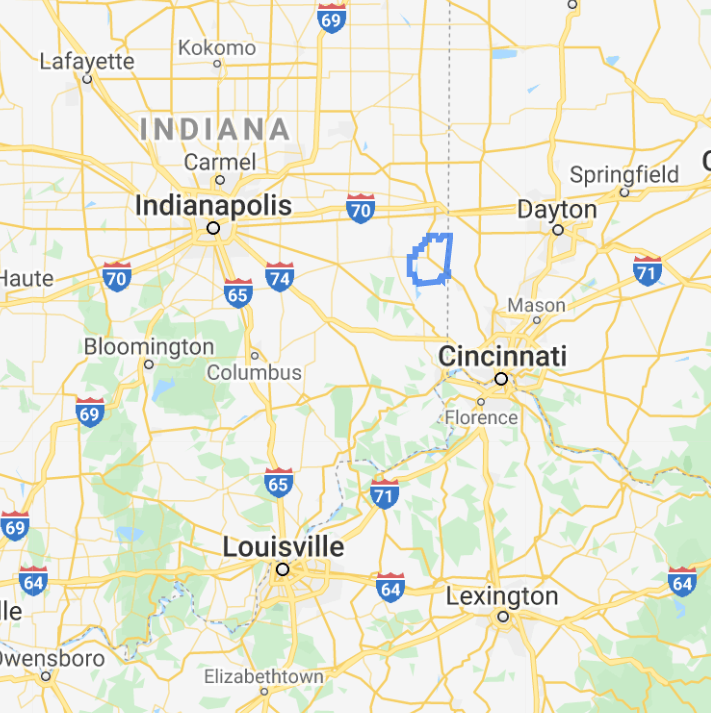 69
Kokomo
Lafayette
INDIANA
Carmel
Springfield
Indianapolis
70
Dayton
Haute
70
65
74
71
Mason
Bloomington
Columbus
Cincinnati
69
Florence
65
71
69
Louisville
64
64
64
Lexington
lle
Owensboro
Elizabethtown